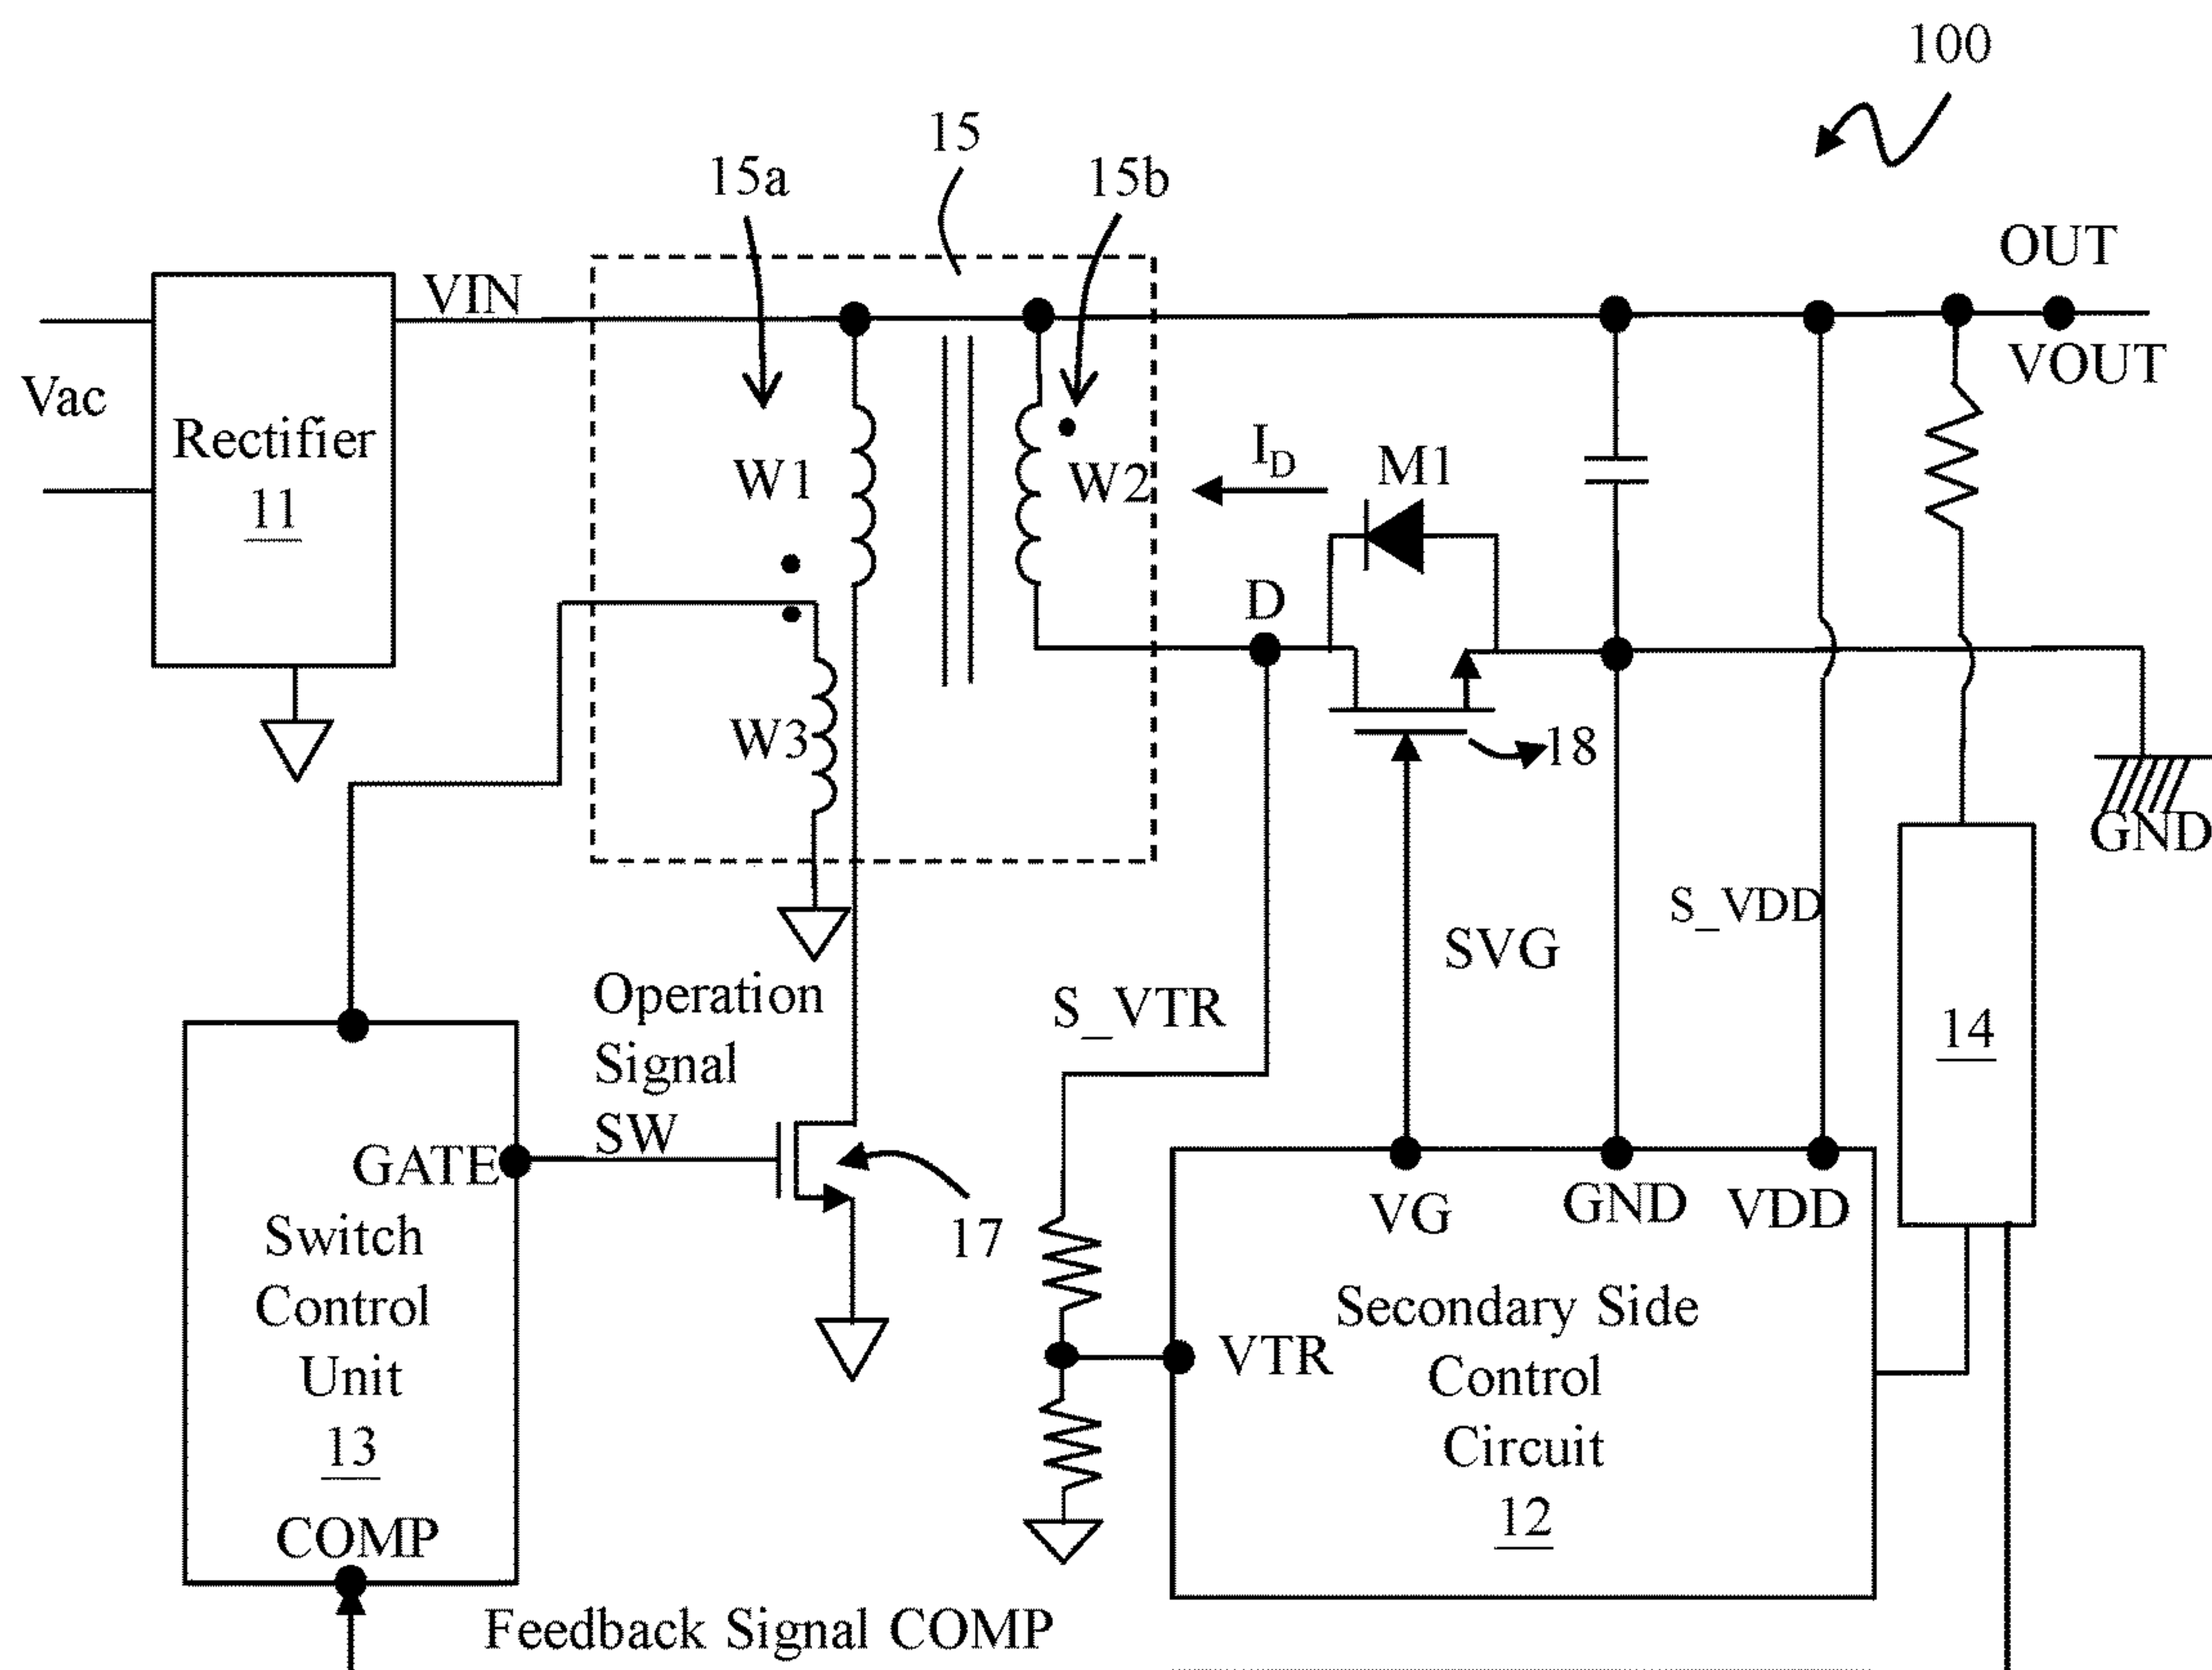 100
15
15a
15b
OUT
VIN
VOUT
Vac
Rectifier
11
W1
W2
ID
M1
D
W3
18
GND
S_VDD
SVG
Operation
Signal
SW
S_VTR
14
GATE
17
VG
GND
VDD
Switch
Control
Unit
13
COMP
VTR
Secondary Side
Control
Circuit
12
Feedback Signal COMP